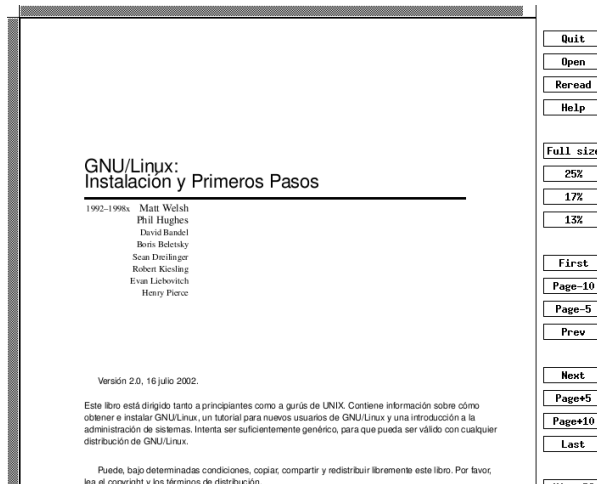 GNU/Linux:
Instalación y Primeros Pasos
1992–1998x Matt Welsh
Phil Hughes
David Bandel
Boris Beletsky
Sean Dreilinger
Robert Kiesling
Evan Liebovitch
Henry Pierce
Versión 2.0, 16 julio 2002.
Este libro está dirigido tanto a principiantes como a gurús de UNIX. Contiene información sobre cómo
obtener e instalar GNU/Linux, un tutorial para nuevos usuarios de GNU/Linux y una introducción a la
administración de sistemas. Intenta ser suficientemente genérico, para que pueda ser válido con cualquier
distribución de GNU/Linux.
Puede, bajo determinadas condiciones, copiar, compartir y redistribuir libremente este libro. Por favor,
lea el copyright y los términos de distribución.
Quit
Open
Reread
Help
Full size
25%
17%
13%
First
Page-10
Page-5
Prev
Next
Page+5
Page+10
Last